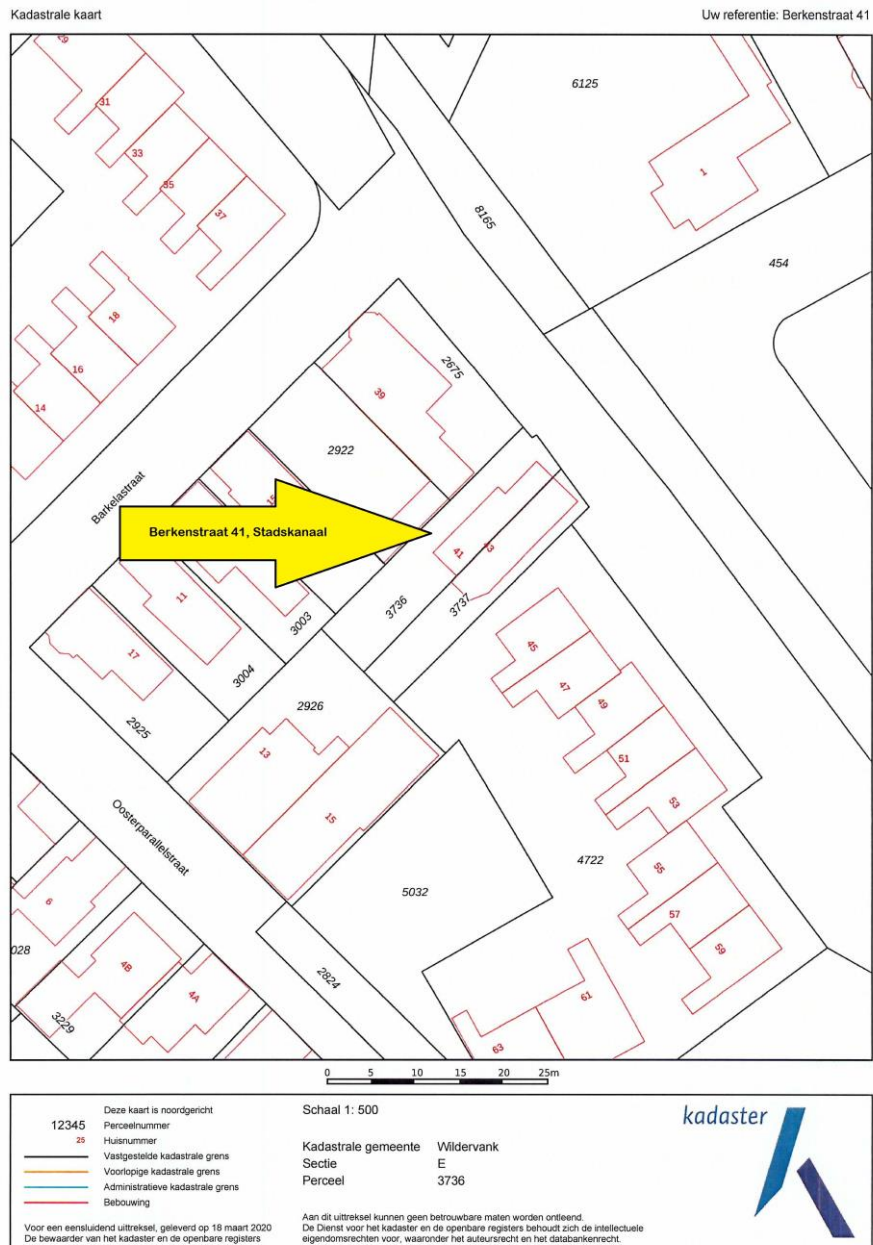 Kadastrale kaart
Uw referentie: Berkenstraat 41
29
31
33
35
37
6125
1
8165
454
18
16
14
39
2675
2922
Barkelastraat
15
Berkenstraat 41, Stadskanaal
41
43
11
3736
3737
3003
3004
17
2925
2926
13
15
45
47
49
51
53
Oosterparallelstraat
55
57
59
4722
5032
6
028
4B
4A
3229
2824
61
63
0 5 10 15 20 25m
Deze kaart is noordgericht
12345 Perceelnummer
25 Huisnummer
Vastgestelde kadastrale grens
Voorlopige kadastrale grens
Administratieve kadastrale grens
Bebouwing
Voor een eensluidend uittreksel, geleverd op 18 maart 2020
De bewaarder van het kadaster en de openbare registers
Schaal 1: 500
Kadastrale gemeente Wildervank
Sectie E
Perceel 3736
Aan dit uittreksel kunnen geen betrouwbare maten worden ontleend.
De Dienst voor het kadaster en de openbare registers behoudt zich de intellectuele
eigendomsrechten voor, waaronder het auteursrecht en het databankenrecht.
kadaster